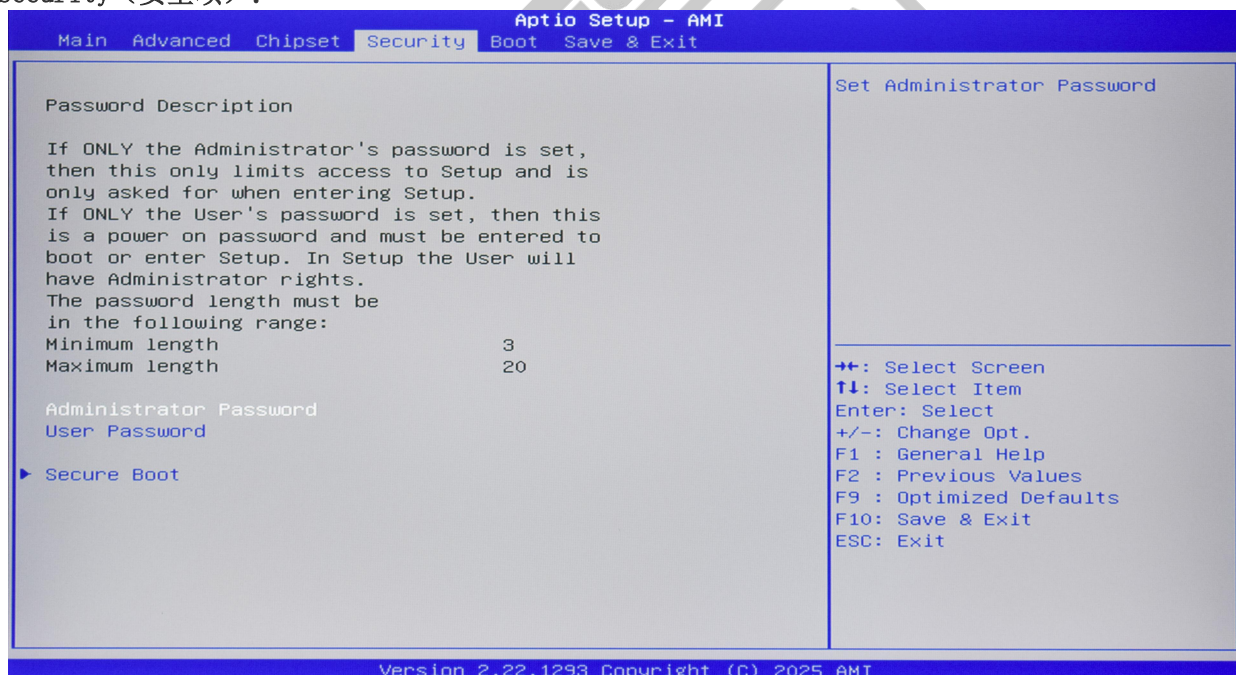 Security（安全项）:
Aptio Setup – AMI
Main Advanced Chipset Security Boot Save & Exit
Password Description
If ONLY the Administrator's password is set,
then this only limits access to Setup and is
only asked for when entering Setup.
If ONLY the User's password is set, then this
is a power on password and must be entered to
boot or enter Setup. In Setup the User will
have Administrator rights.
The password length must be
in the following range:
Minimum length 3
Maximum length 20
Administrator Password
User Password
▶ Secure Boot
Set Administrator Password
→←: Select Screen
↑↓: Select Item
Enter: Select
+/-: Change Opt.
F1 : General Help
F2 : Previous Values
F9 : Optimized Defaults
F10: Save & Exit
ESC: Exit
Version 2.22.1293 Copyright (C) 2025 AMI